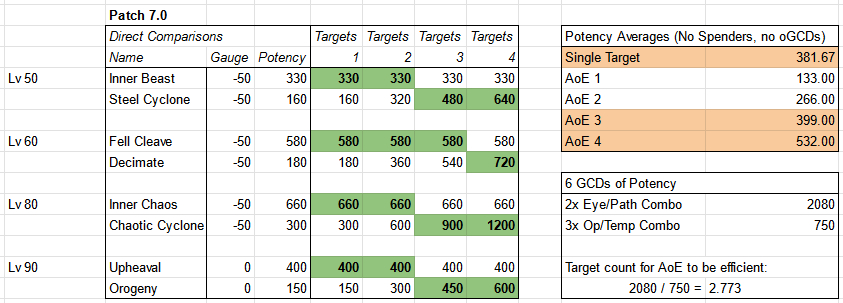 Patch 7.0
Direct Comparisons Targets Targets Targets Targets
Name Gauge Potency 1 2 3 4
Lv 50 Inner Beast -50 330 330 330 330 330
Steel Cyclone -50 160 160 320 480 640
Lv 60 Fell Cleave -50 580 580 580 580 580
Decimate -50 180 180 360 540 720
Lv 80 Inner Chaos -50 660 660 660 660 660
Chaotic Cyclone -50 300 300 600 900 1200
Lv 90 Upheaval 0 400 400 400 400 400
Orogeny 0 150 150 300 450 600
Potency Averages (No Spenders, no oGCDs)
Single Target 381.67
AoE 1 133.00
AoE 2 266.00
AoE 3 399.00
AoE 4 532.00
6 GCDs of Potency
2x Eye/Path Combo 2080
3x Op/Temp Combo 750
Target count for AoE to be efficient:
2080 / 750 = 2.773